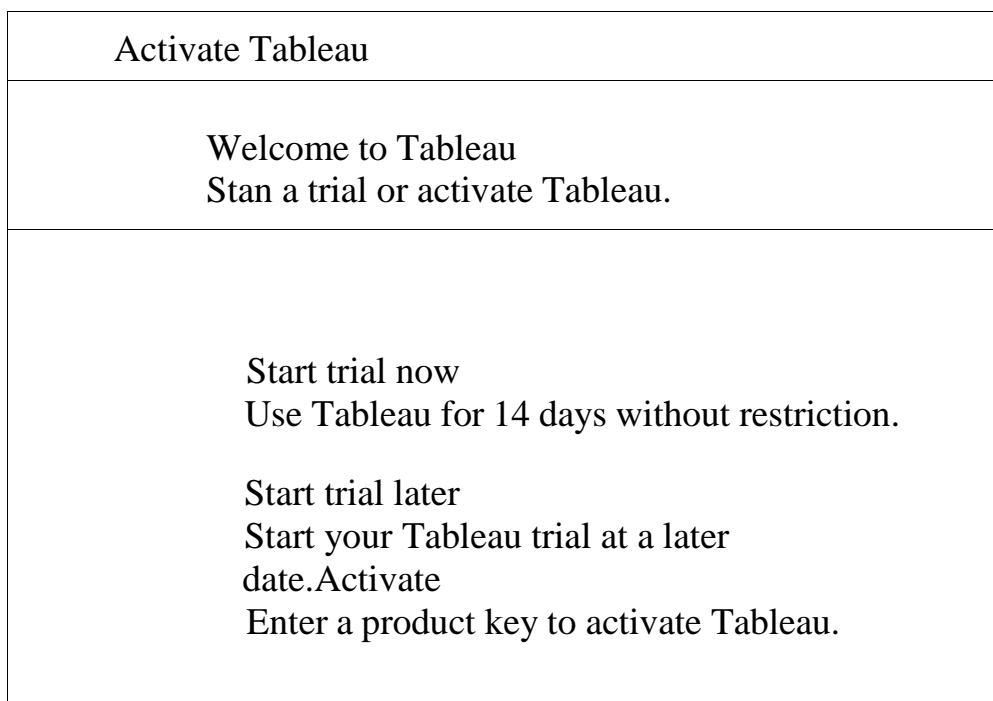 Activate Tableau
Welcome to Tableau
Stan a trial or activate Tableau.
Start trial now
Use Tableau for 14 days without restriction.
Start trial later
Start your Tableau trial at a later
date.Activate
Enter a product key to activate Tableau.